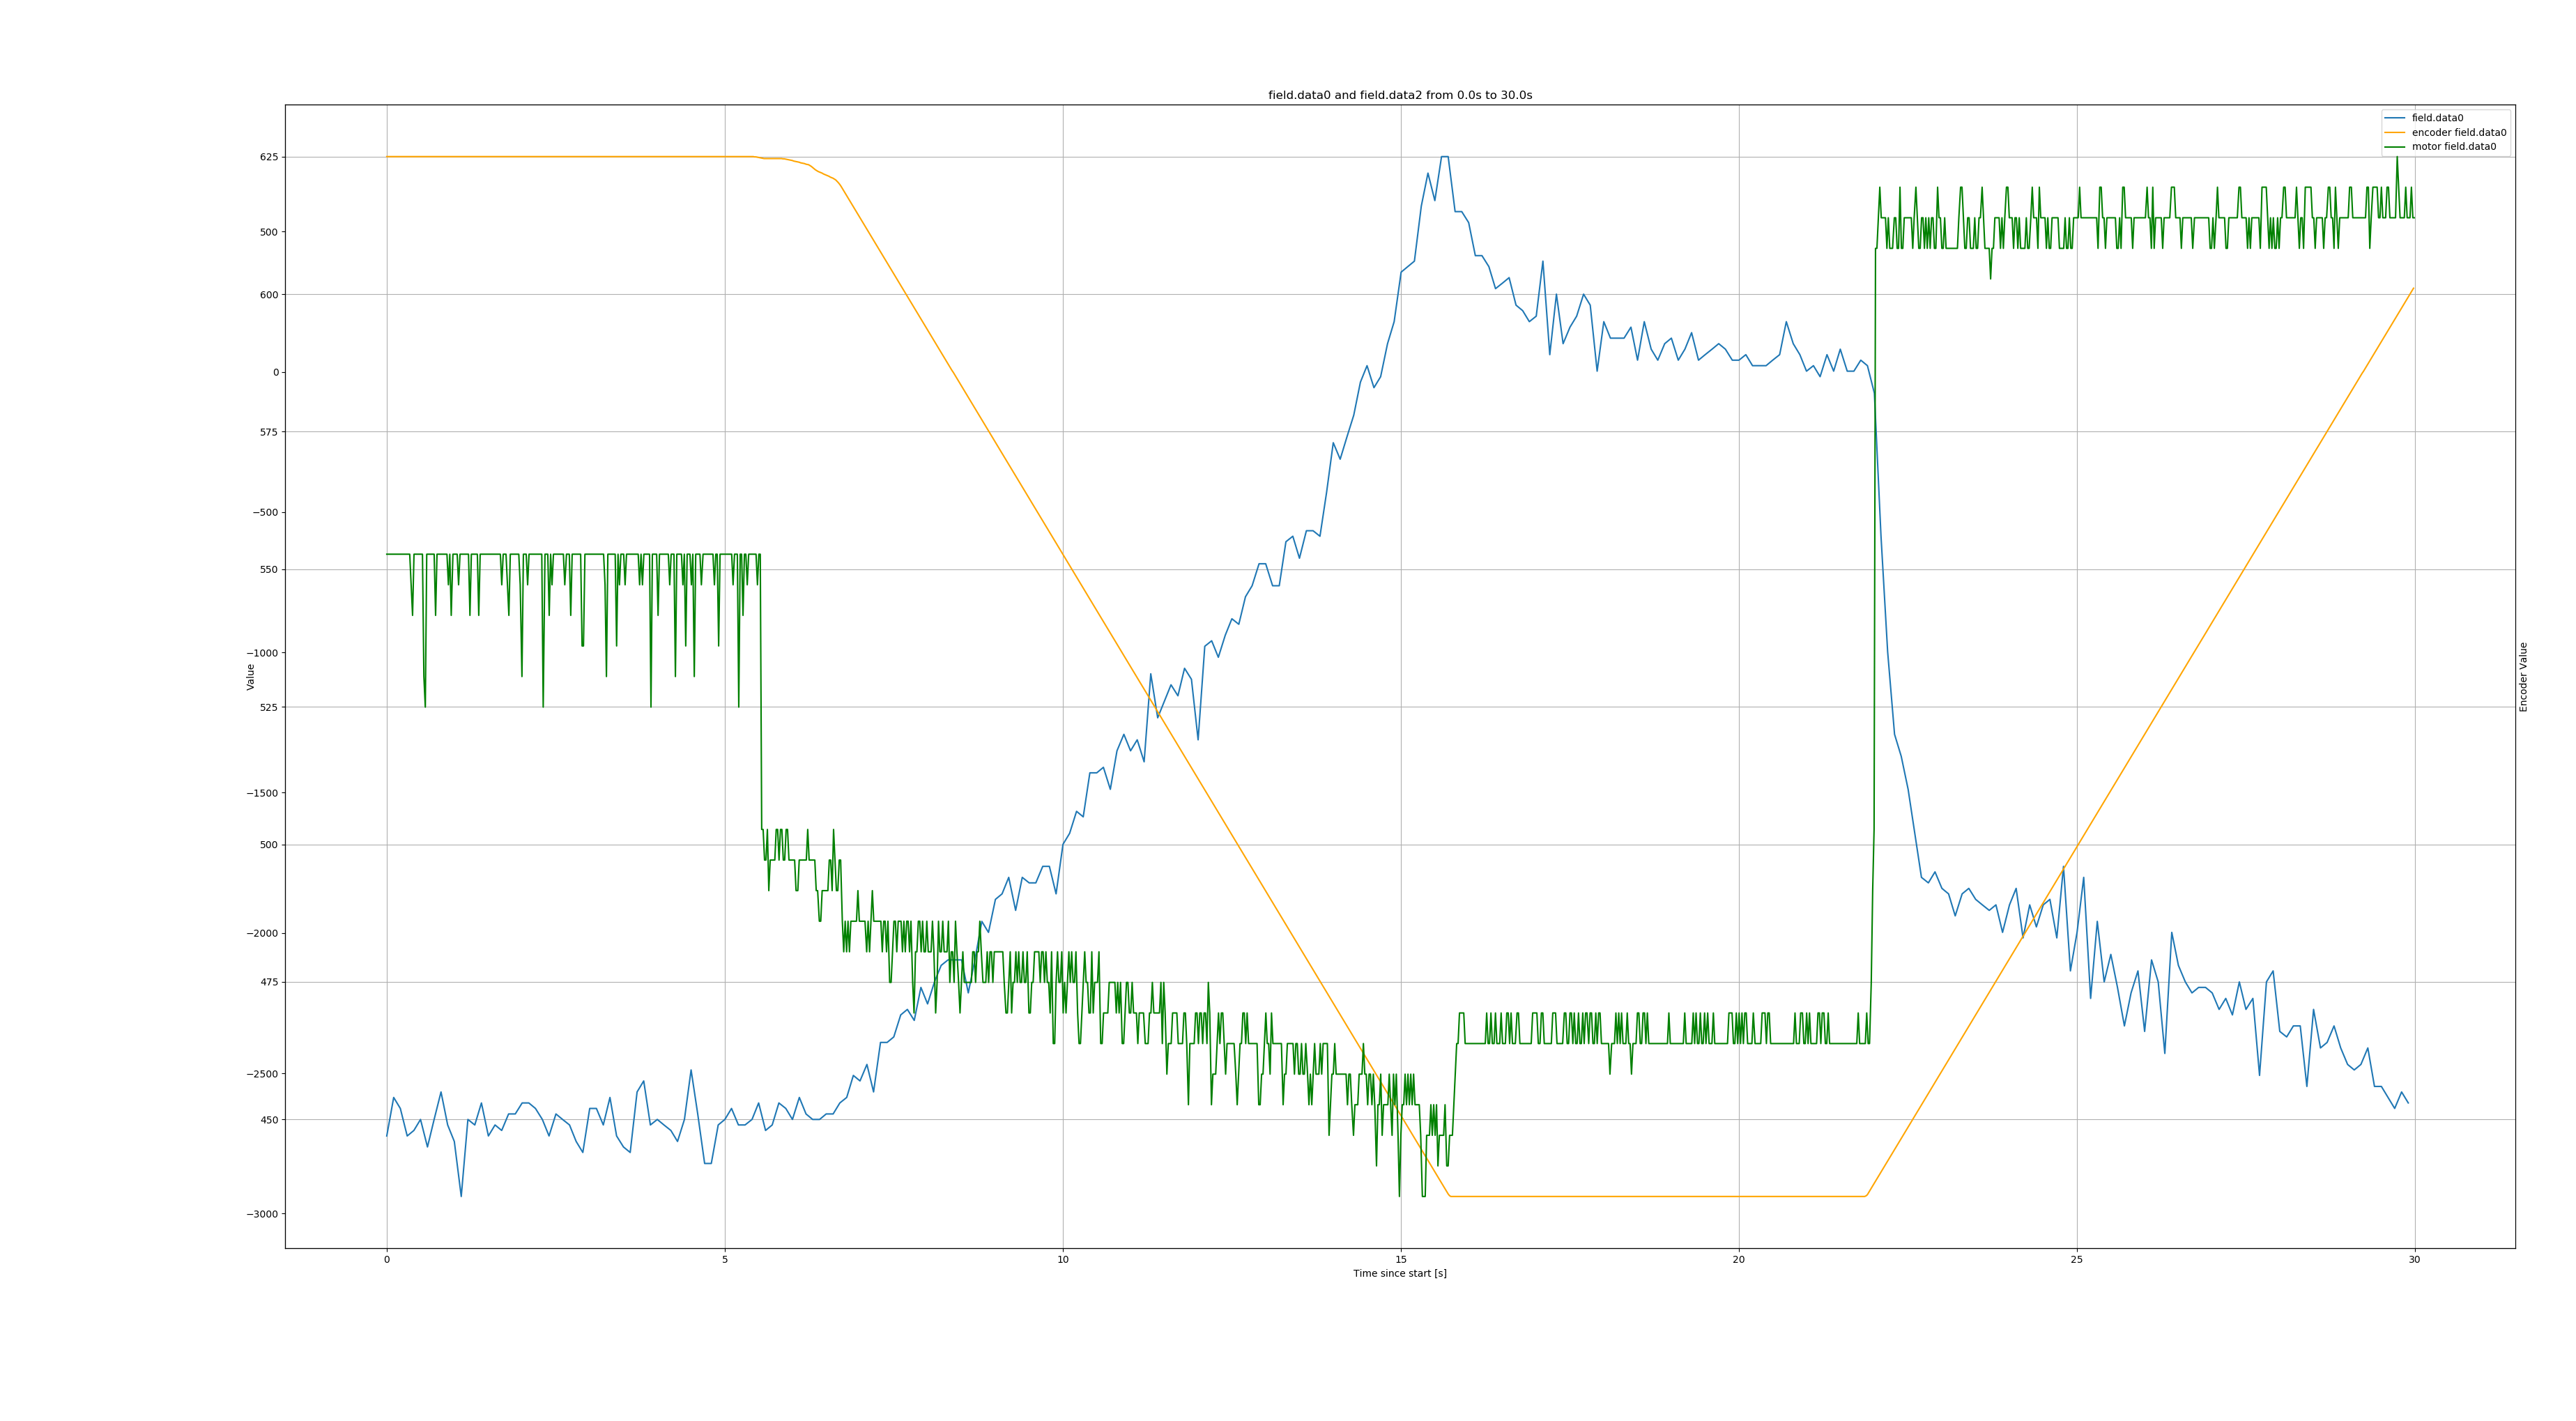 field.data0 and field.data2 from 0.0s to 30.0s
field.data0
encoder field.data0
motor field.data0
625
500
600
0
575
−500
550
−1000
525
−1500
500
−2000
475
−2500
450
−3000
Value
Encoder Value
0 5 10 15 20 25 30
Time since start [s]